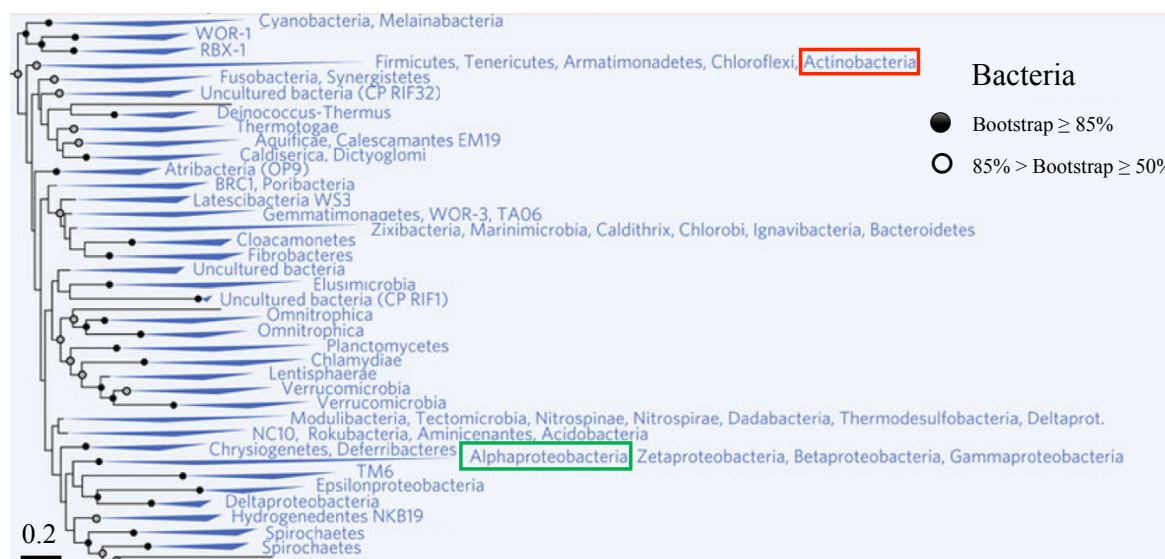 Cyanobacteria, Melainabacteria
WOR-1
RBX-1
Firmicutes, Tenericutes, Armatimonadetes, Chloroflexi, Actinobacteria
Fusobacteria, Synergistetes
Uncultured bacteria (CP RIF32)
Deinococcus-Thermus
Thermotogae
Aquificae, Calescamantes EM19
Caldiserica, Dictyoglomi
Atribacteria (OP9)
BRC1, Poribacteria
Latescibacteria WS3
Gemmatimonadetes, WOR-3, TA06
Zixibacteria, Marinimicrobia, Caldithrix, Chlorobi, Ignavibacteria, Bacteroidetes
Cloacamonetes
Fibrobacteres
Uncultured bacteria
Elusimicrobia
Uncultured bacteria (CP RIF1)
Omnitrophica
Omnitrophica
Planctomycetes
Chlamydiae
Lentisphaerae
Verrucomicrobia
Verrucomicrobia
Modulibacteria, Tectomicrobia, Nitrospinae, Nitrospirae, Dadabacteria, Thermodesulfobacteria, Deltaprot.
NC10, Rokubacteria, Aminicenantes, Acidobacteria
Chrysiogenetes, Deferribacteres
Alphaproteobacteria, Zetaproteobacteria, Betaproteobacteria, Gammaproteobacteria
TM6
Epsilonproteobacteria
Deltaproteobacteria
Hydrogenedentes NKB19
Spirochaetes
Spirochaetes
0.2
Bacteria
Bootstrap ≥ 85%
85% > Bootstrap ≥ 50%